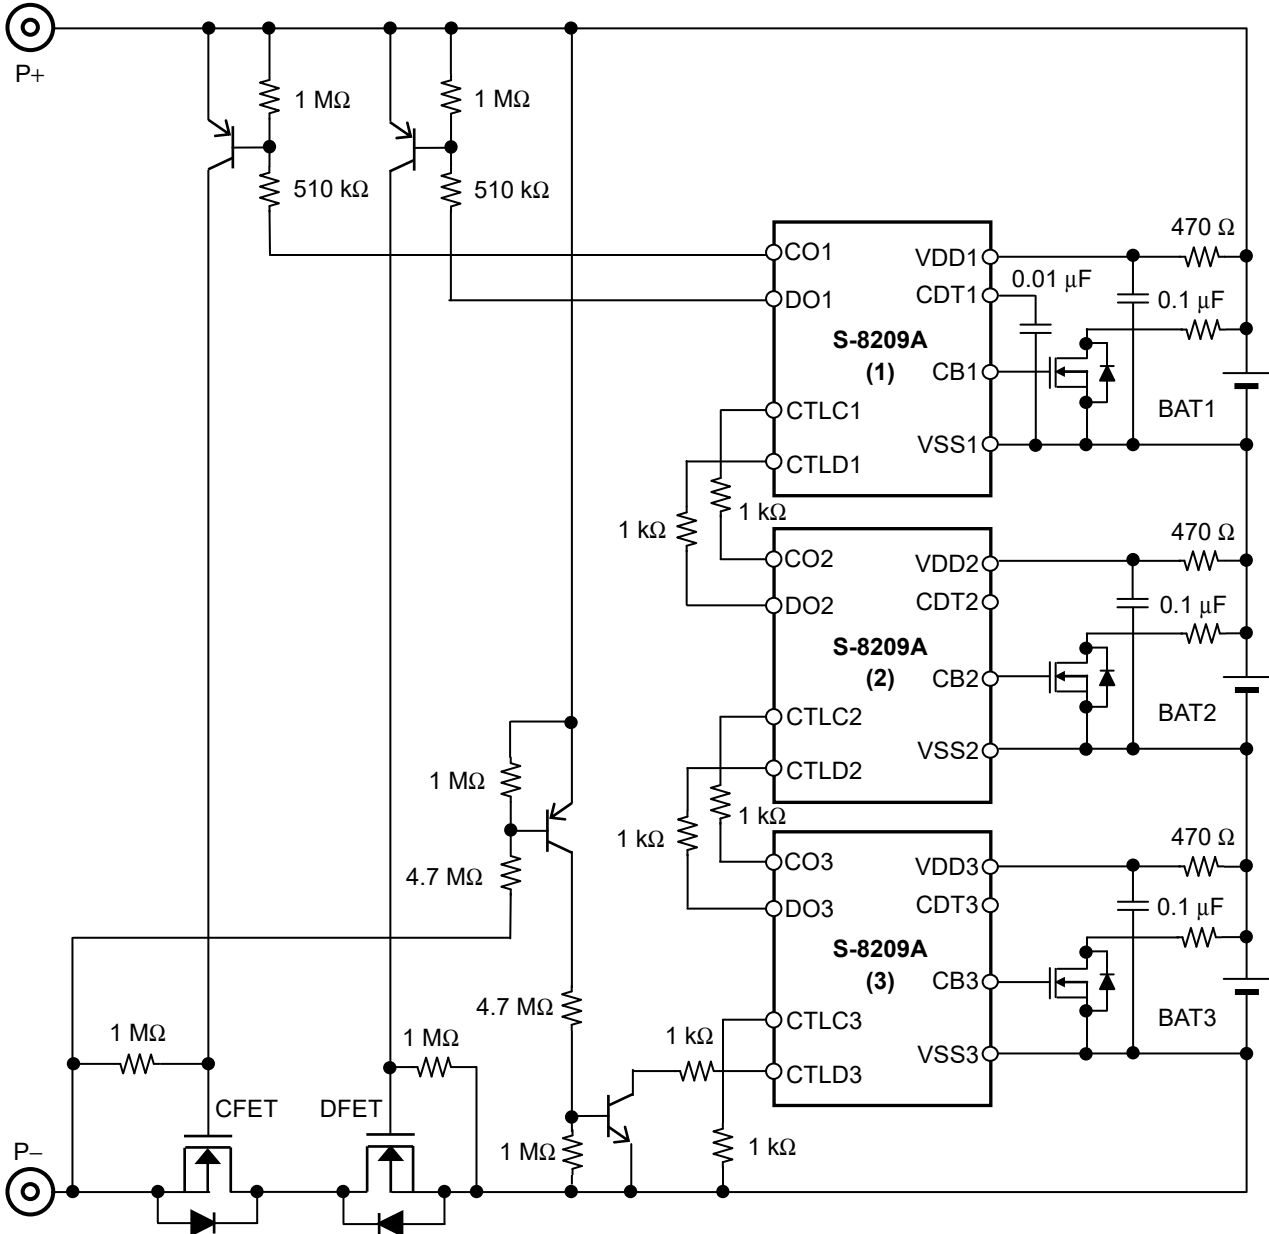 P+
1 MΩ
1 MΩ
510 kΩ
510 kΩ
CO1
DO1
S-8209A
(1)
CTLC1
CTLD1
VDD1
CDT1
CB1
VSS1
470 Ω
0.01 µF
0.1 µF
BAT1
1 kΩ
1 kΩ
CO2
DO2
S-8209A
(2)
CTLC2
CTLD2
VDD2
CDT2
CB2
VSS2
470 Ω
0.1 µF
BAT2
1 MΩ
4.7 MΩ
1 kΩ
1 kΩ
CO3
DO3
S-8209A
(3)
CTLC3
CTLD3
VDD3
CDT3
CB3
VSS3
470 Ω
0.1 µF
BAT3
4.7 MΩ
1 MΩ
1 MΩ
1 kΩ
CFET
DFET
P−
1 MΩ
1 kΩ